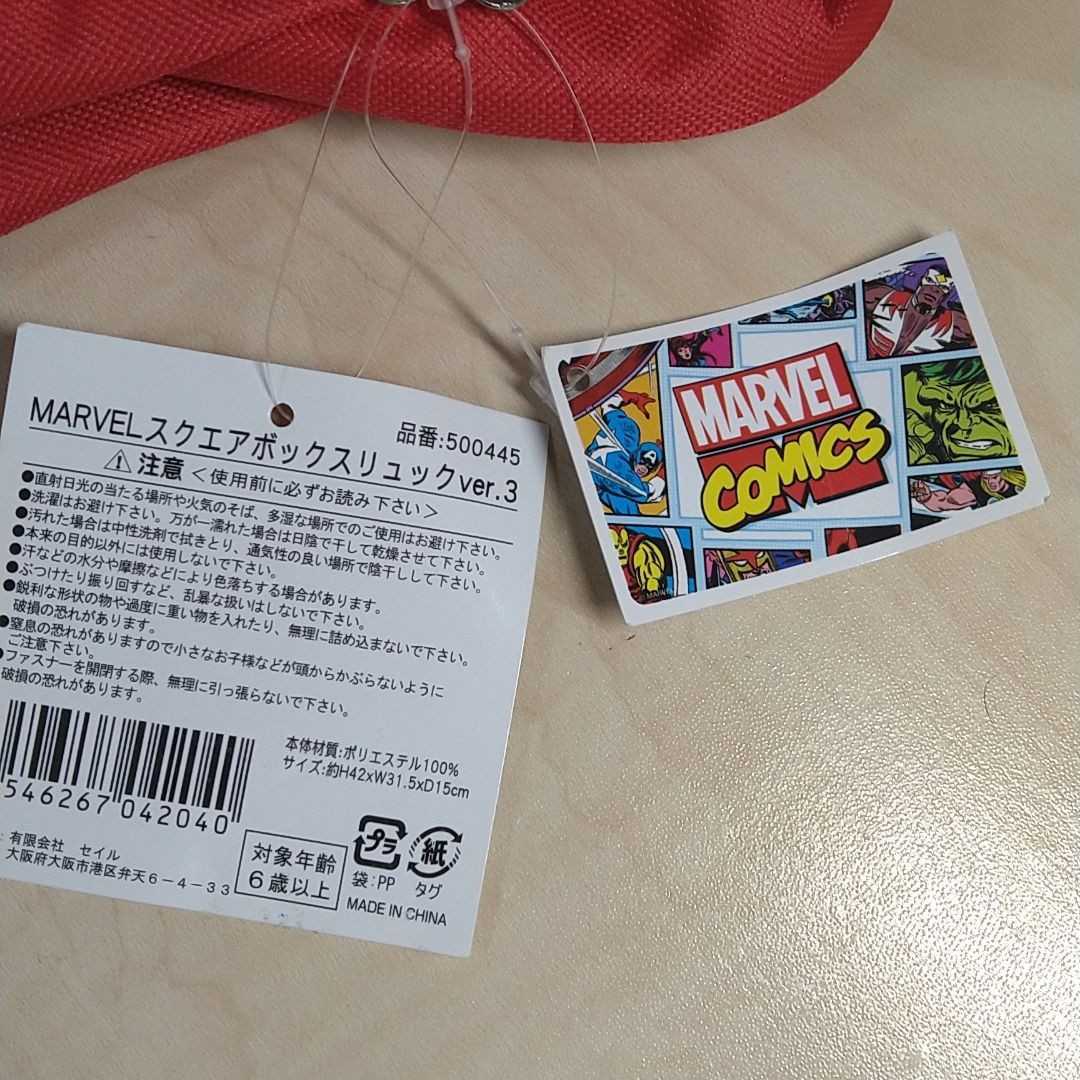 品番:500445
MARVELスクエアボックスリュックver.3
注意＜使用前に必ずお読み下さい＞
●直射日光の当たる場所や火気のそば、多湿な場所でのご使用はお避け下さい。
●洗濯はお避け下さい。万が一濡れた場合は日陰で干して乾燥させて下さい。
●汚れた場合は中性洗剤で拭きとり、通気性の良い場所で陰干しして下さい。
●本来の目的以外には使用しないで下さい。
●汗などの水分や摩擦などにより色落ちする場合があります。
●ぶつけたり振り回すなど、乱暴な扱いはしないで下さい。
●鋭利な形状の物や過度に重い物を入れたり、無理に詰め込まないで下さい。
破損の恐れがあります。
●窒息の恐れがありますので小さなお子様などが頭からかぶらないように
ご注意下さい。
●ファスナーを開閉する際、無理に引っ張らないで下さい。
破損の恐れがあります。
本体材質:ポリエステル100%
サイズ:約H42xW31.5xD15cm
546267 042040
: 有限会社 セイル
大阪府大阪市港区弁天6-4-33
対象年齢
6歳以上
プラ
袋:PP
紙
タグ
MADE IN CHINA
MARVEL
COMICS
© MARVEL